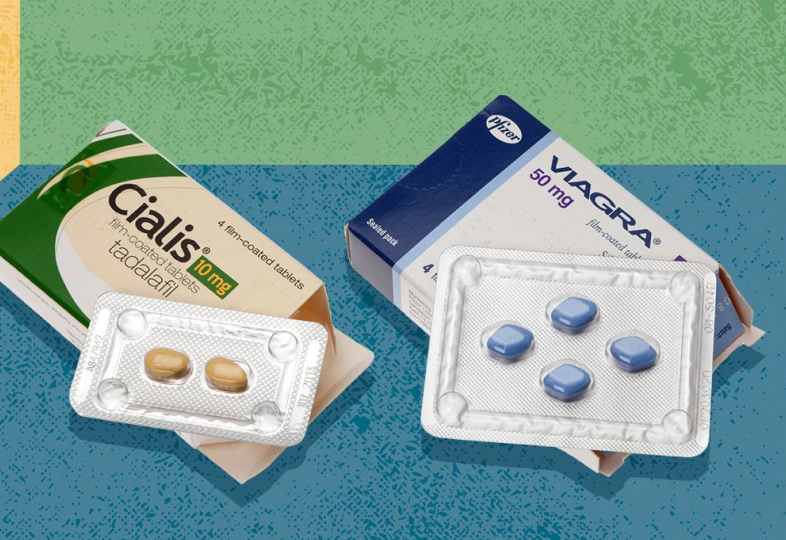 Cialis®
film-coated tablets
10 mg
tadalafil
4 film-coated tablets
Pfizer
VIAGRA®
50 mg
film-coated
Sealed pack
4